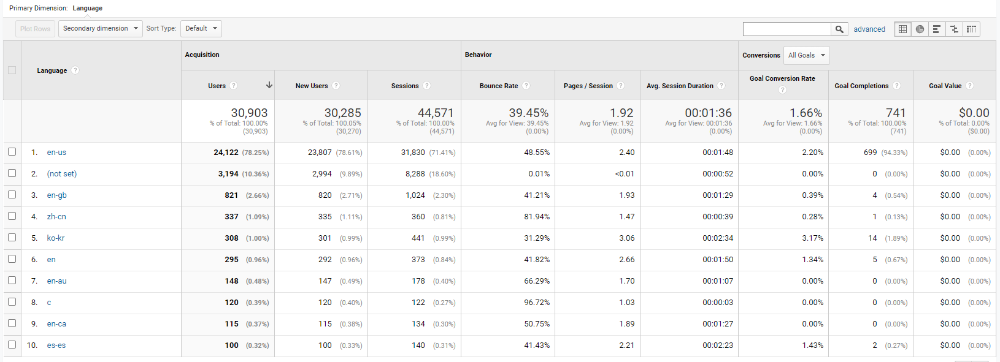 Primary Dimension: Language
Plot Rows Secondary dimension Sort Type: Default advanced
Language ? Acquisition Behavior Conversions All Goals
Users ? New Users ? Sessions ? Bounce Rate ? Pages / Session ? Avg. Session Duration ? Goal Conversion Rate ? Goal Completions ? Goal Value ?
30,903 30,285 44,571 39.45% 1.92 00:01:36 1.66% 741 $0.00
% of Total: 100.00% % of Total: 100.05% % of Total: 100.00% Avg for View: 39.45% Avg for View: 1.92 Avg for View: 00:01:36 Avg for View: 1.66% % of Total: 100.00% % of Total: 0.00%
(30,903) (30,270) (44,571) (0.00%) (0.00%) (0.00%) (0.00%) (741) ($0.00)
1. en-us 24,122 (78.25%) 23,807 (78.61%) 31,830 (71.41%) 48.55% 2.40 00:01:48 2.20% 699 (94.33%) $0.00 (0.00%)
2. (not set) 3,194 (10.36%) 2,994 (9.89%) 8,288 (18.60%) 0.01% <0.01 00:00:52 0.00% 0 (0.00%) $0.00 (0.00%)
3. en-gb 821 (2.66%) 820 (2.71%) 1,024 (2.30%) 41.21% 1.93 00:01:29 0.39% 4 (0.54%) $0.00 (0.00%)
4. zh-cn 337 (1.09%) 335 (1.11%) 360 (0.81%) 81.94% 1.47 00:00:39 0.28% 1 (0.13%) $0.00 (0.00%)
5. ko-kr 308 (1.00%) 301 (0.99%) 441 (0.99%) 31.29% 3.06 00:02:34 3.17% 14 (1.89%) $0.00 (0.00%)
6. en 295 (0.96%) 292 (0.96%) 373 (0.84%) 41.82% 2.66 00:01:50 1.34% 5 (0.67%) $0.00 (0.00%)
7. en-au 148 (0.48%) 147 (0.49%) 178 (0.40%) 66.29% 1.70 00:01:07 0.00% 0 (0.00%) $0.00 (0.00%)
8. c 120 (0.39%) 120 (0.40%) 122 (0.27%) 96.72% 1.03 00:00:03 0.00% 0 (0.00%) $0.00 (0.00%)
9. en-ca 115 (0.37%) 115 (0.38%) 134 (0.30%) 50.75% 1.89 00:01:27 0.00% 0 (0.00%) $0.00 (0.00%)
10. es-es 100 (0.32%) 100 (0.33%) 140 (0.31%) 41.43% 2.21 00:02:23 1.43% 2 (0.27%) $0.00 (0.00%)